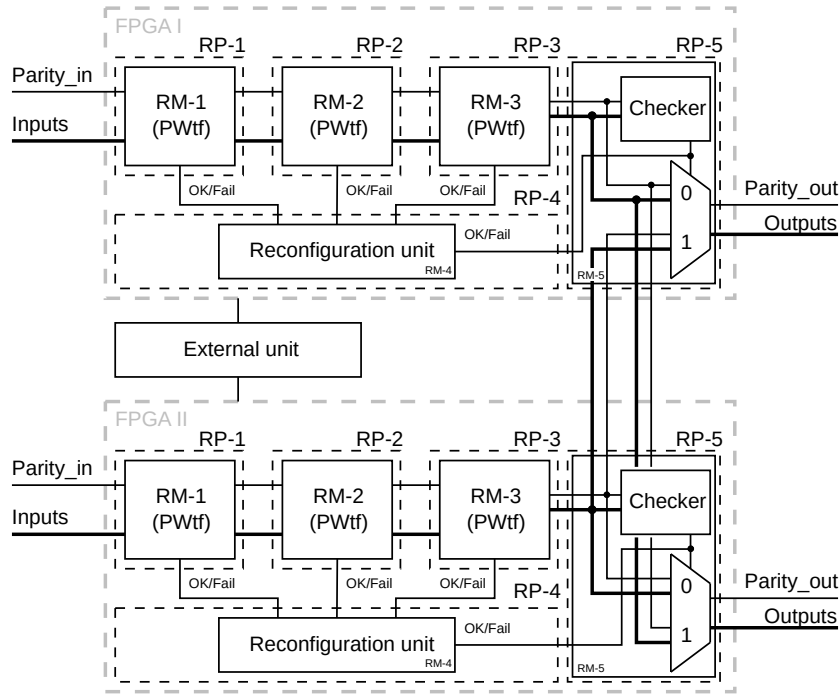 FPGA I
RP-1
RP-2
RP-3
RP-5
Parity_in
Inputs
RM-1
(PWtf)
RM-2
(PWtf)
RM-3
(PWtf)
Checker
OK/Fail
OK/Fail
OK/Fail
RP-4
0
Parity_out
Outputs
Reconfiguration unit
RM-4
OK/Fail
1
RM-5
External unit
FPGA II
RP-1
RP-2
RP-3
RP-5
Parity_in
Inputs
RM-1
(PWtf)
RM-2
(PWtf)
RM-3
(PWtf)
Checker
OK/Fail
OK/Fail
OK/Fail
RP-4
0
Parity_out
Outputs
Reconfiguration unit
RM-4
OK/Fail
1
RM-5